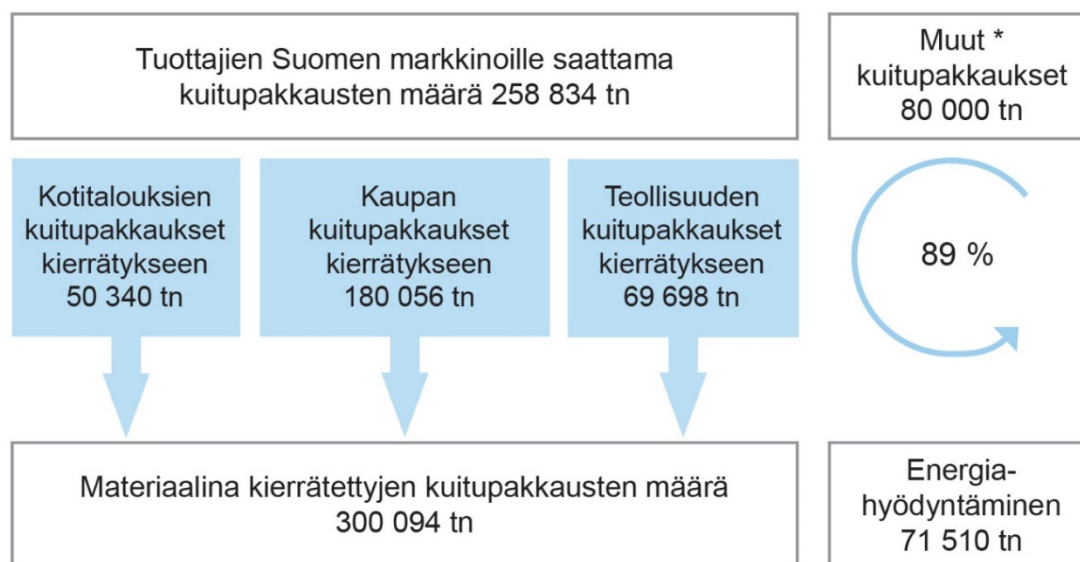 Tuottajien Suomen markkinoille saattama
kuitupakkausten määrä 258 834 tn
Muut *
kuitupakkaukset
80 000 tn
Kotitalouksien
kuitupakkaukset
kierrätykseen
50 340 tn
Kaupan
kuitupakkaukset
kierrätykseen
180 056 tn
Teollisuuden
kuitupakkaukset
kierrätykseen
69 698 tn
89 %
Materiaalina kierrätettyjen kuitupakkausten määrä
300 094 tn
Energia-
hyödyntäminen
71 510 tn